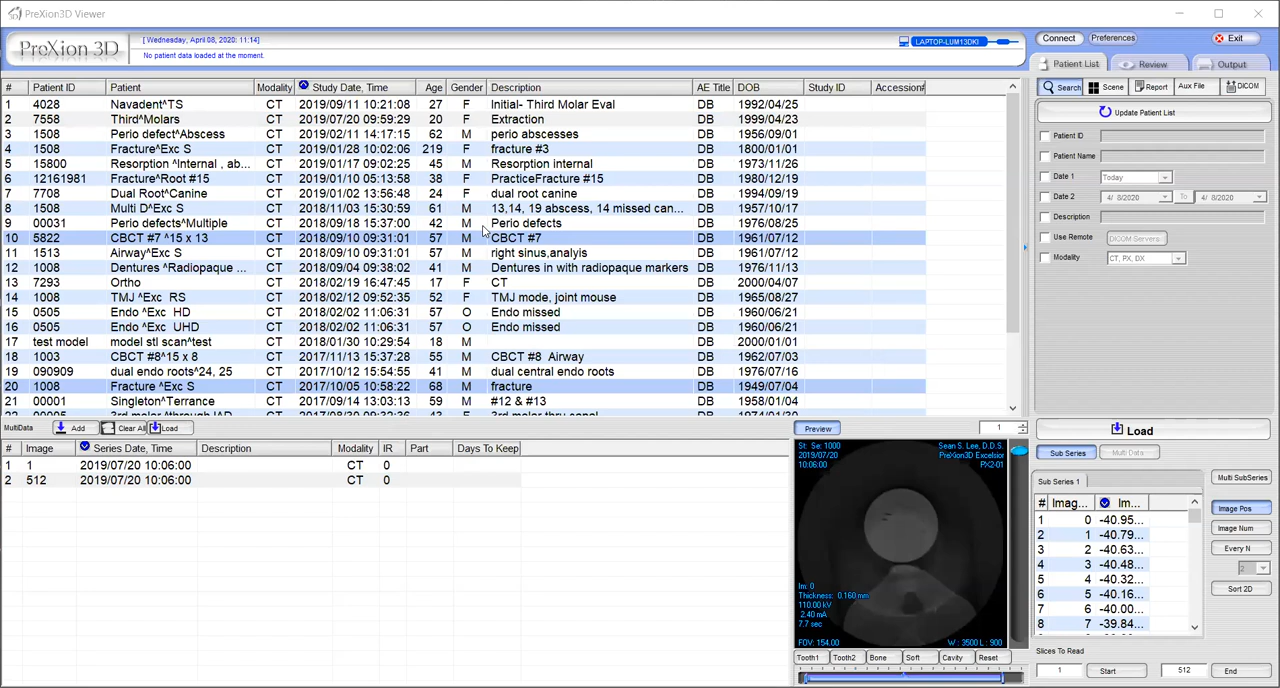 PreXion3D Viewer
PreXion 3D
[ Wednesday, April 08, 2020: 11:14]
No patient data loaded at the moment.
LAPTOP-LUM13DKI
Connect Preferences Exit
Patient List Review Output
# Patient ID Patient Modality Study Date, Time Age Gender Description AE Title DOB Study ID Accession#
1 4028 Navadent^TS CT 2019/09/11 10:21:08 27 F Initial- Third Molar Eval DB 1992/04/25
2 7558 Third^Molars CT 2019/07/20 09:59:23 20 F Extraction DB 1999/04/23
3 1508 Perio defect^Abscess CT 2019/02/11 14:17:15 62 M perio abscesses DB 1956/09/01
4 1508 Fracture^Exc S CT 2019/01/25 10:02:06 219 F fracture #3 DB 1800/01/01
5 15800 Resorption ^Internal , ab... CT 2019/01/17 09:02:25 45 M Resorption internal DB 1973/11/26
6 12161981 Fracture^Root #15 CT 2019/01/10 05:13:58 38 F PracticeFracture #15 DB 1980/12/19
7 7708 Dual Root^Canine CT 2019/01/02 13:56:48 24 F dual root canine DB 1994/09/19
8 1508 Multi D^Exc S CT 2018/11/03 15:30:59 61 M 13,14, 19 abscess, 14 missed can... DB 1957/10/17
9 00031 Perio defects^Multiple CT 2018/09/18 15:37:00 42 M Perio defects DB 1976/08/25
10 5822 CBCT #7 ^15 x 13 CT 2018/09/10 09:31:01 57 M CBCT #7 DB 1961/07/12
11 1513 Airway^Exc S CT 2018/09/10 09:31:01 57 M right sinus,analyis DB 1961/07/12
12 1008 Dentures ^Radiopaque ... CT 2018/09/04 09:38:02 41 M Dentures in with radiopaque markers DB 1976/11/13
13 7293 Ortho CT 2018/02/19 16:47:45 17 F CT DB 2000/04/07
14 1008 TMJ ^Exc RS CT 2018/02/12 09:52:35 52 F TMJ mode, joint mouse DB 1965/08/27
15 0505 Endo ^Exc HD CT 2018/02/02 11:06:31 57 O Endo missed DB 1960/06/21
16 0505 Endo ^Exc UHD CT 2018/02/02 11:06:31 57 O Endo missed DB 1960/06/21
17 test model model stl scan^test CT 2018/01/30 10:29:54 18 M DB 2000/01/01
18 1003 CBCT #8^15 x 8 CT 2017/11/13 15:37:28 55 M CBCT #8 Airway DB 1962/07/03
19 090909 dual endo roots^24, 25 CT 2017/10/12 15:54:55 41 M dual central endo roots DB 1976/07/16
20 1008 Fracture ^Exc S CT 2017/10/05 10:58:22 68 M fracture DB 1949/07/04
21 00001 Singleton^Terrance CT 2017/09/14 13:03:13 59 M #12 & #13 DB 1958/01/04
Search Scene Report Aux File DICOM
Update Patient List
Patient ID
Patient Name
Date 1 Today
Date 2 4/ 8/2020 To 4/ 8/2020
Description
Use Remote DICOM Servers
Modality CT, PX, DX
MultiData Add Clear All Load
# Image Series Date, Time Description Modality IR Part Days To Keep
1 1 2019/07/20 10:06:00 CT 0
2 512 2019/07/20 10:06:00 CT 0
Preview 1
St: Se: 1000
2019/07/20
10:06:00
Sean S. Lee, D.D.S.
PreXion3D Excelsior
PX2-01
Im: 0
Thickness: 0.160 mm
110.00 kV
2.40 mA
7.7 sec
FOV: 154.00 W : 3500 L : 900
Tooth1 Tooth2 Bone Soft Cavity Reset
Load
Sub Series Multi Data
Sub Series 1
# Imag... Im...
1 0 -40.95...
2 1 -40.79...
3 2 -40.63...
4 3 -40.48...
5 4 -40.32...
6 5 -40.16...
7 6 -40.00...
8 7 -39.84...
Multi SubSeries
Image Pos
Image Num
Every N
2
Sort 2D
Slices To Read
1 Start 512 End